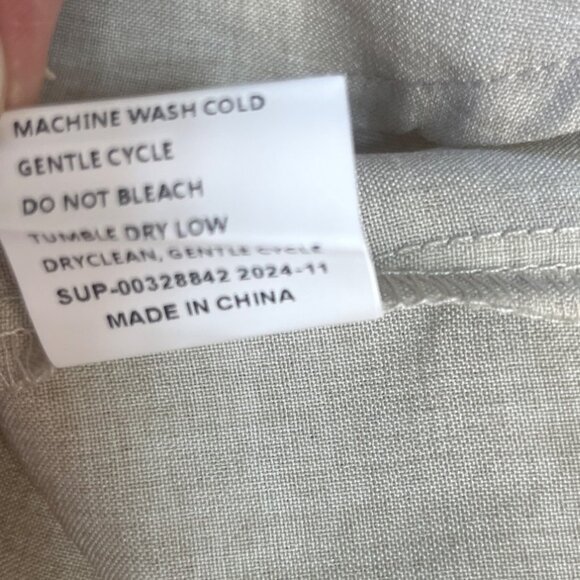 MACHINE WASH COLD
GENTLE CYCLE
DO NOT BLEACH
TUMBLE DRY LOW
DRYCLEAN, GENTLE CYCLE
SUP-00328842 2024-11
MADE IN CHINA